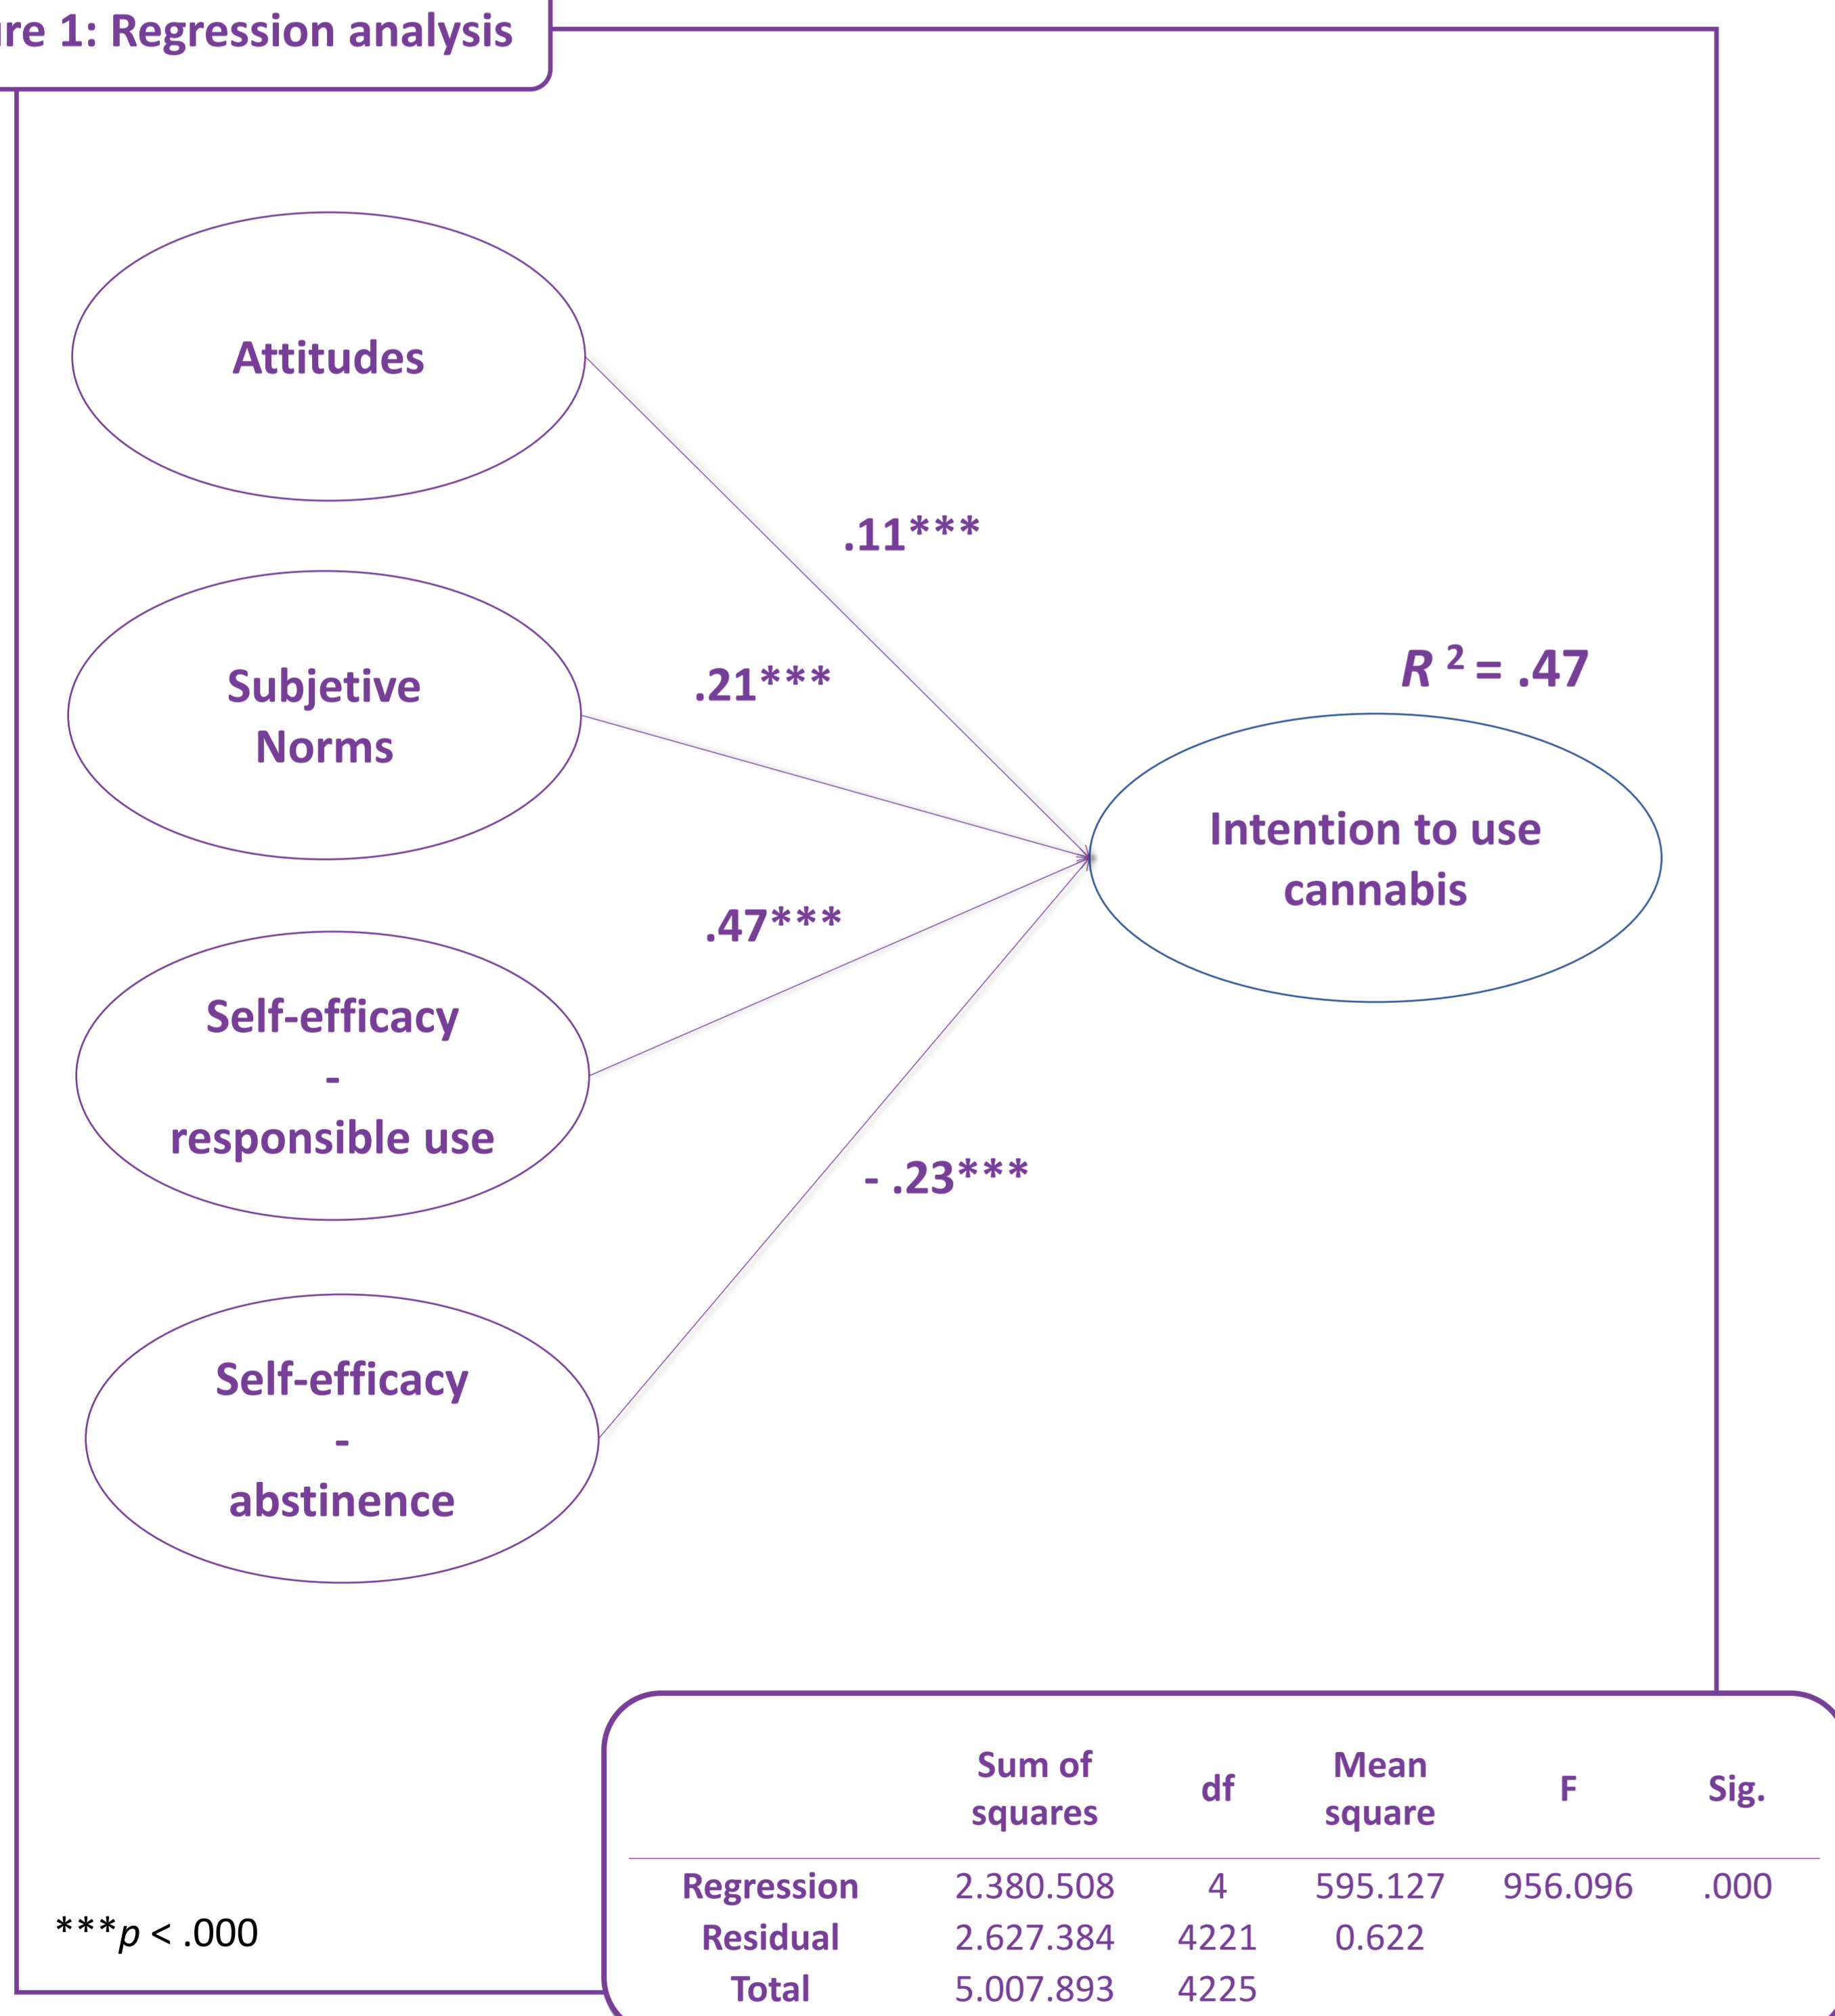 re 1: Regression analysis
Attitudes
.11***
Subjetive
Norms
.21***
R 2 = .47
Intention to use
cannabis
.47***
Self-efficacy
-
responsible use
- .23***
Self-efficacy
-
abstinence
Sum of squares df Mean square F Sig.
Regression 2.380.508 4 595.127 956.096 .000
Residual 2.627.384 4221 0.622
Total 5.007.893 4225
***p < .000